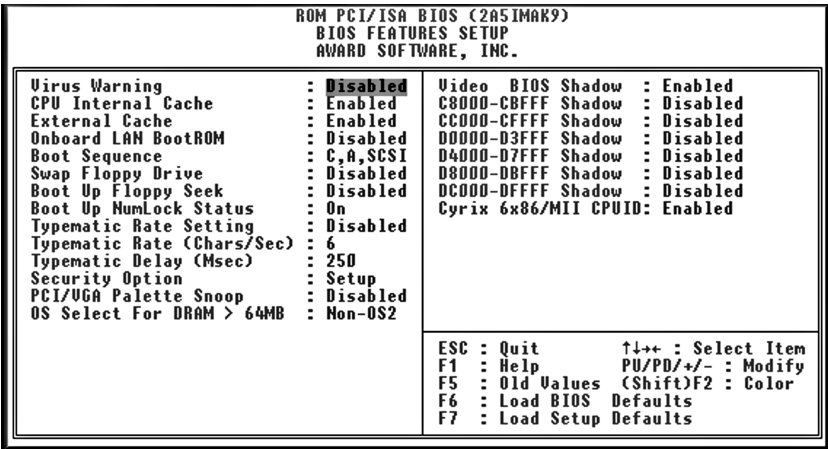 ROM PCI/ISA BIOS (2A5IMAK9)
BIOS FEATURES SETUP
AWARD SOFTWARE, INC.
Virus Warning : Disabled
CPU Internal Cache : Enabled
External Cache : Enabled
Onboard LAN BootROM : Disabled
Boot Sequence : C,A,SCSI
Swap Floppy Drive : Disabled
Boot Up Floppy Seek : Disabled
Boot Up NumLock Status : On
Typematic Rate Setting : Disabled
Typematic Rate (Chars/Sec) : 6
Typematic Delay (Msec) : 250
Security Option : Setup
PCI/VGA Palette Snoop : Disabled
OS Select For DRAM > 64MB : Non-OS2
Video BIOS Shadow : Enabled
C8000-CBFFF Shadow : Disabled
CC000-CFFFF Shadow : Disabled
D0000-D3FFF Shadow : Disabled
D4000-D7FFF Shadow : Disabled
D8000-DBFFF Shadow : Disabled
DC000-DFFFF Shadow : Disabled
Cyrix 6x86/MII CPUID: Enabled
ESC : Quit ↑↓→← : Select Item
F1 : Help PU/PD/+/- : Modify
F5 : Old Values (Shift)F2 : Color
F6 : Load BIOS Defaults
F7 : Load Setup Defaults